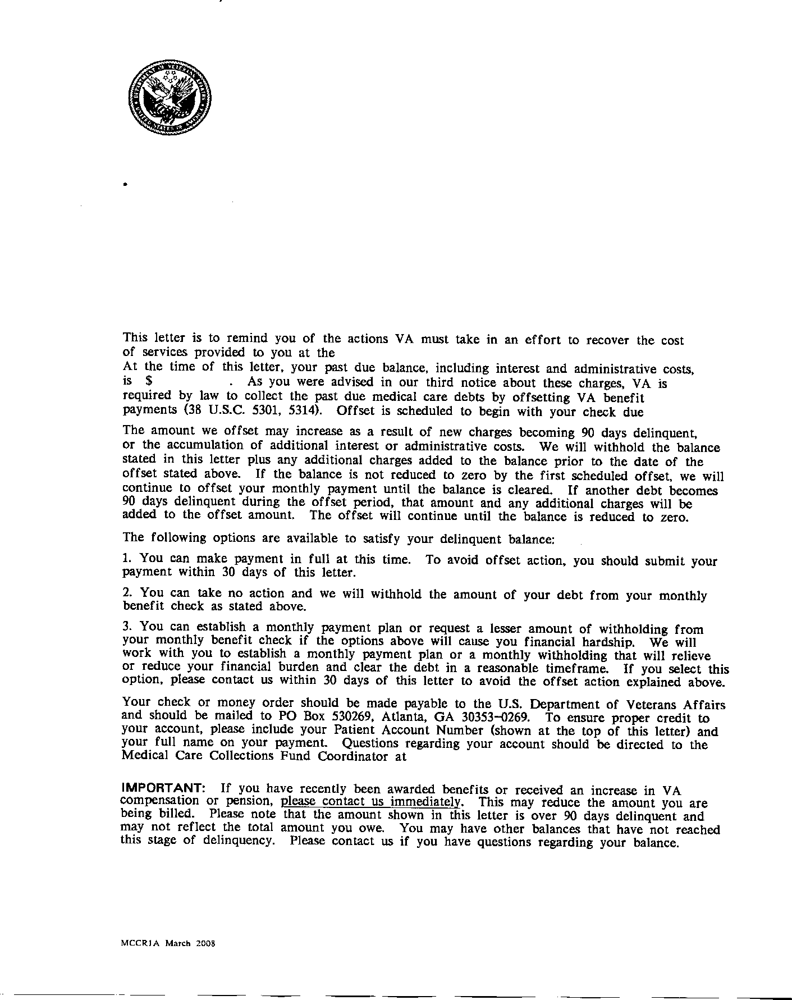 DEPARTMENT OF VETERANS AFFAIRS
UNITED STATES OF AMERICA
This letter is to remind you of the actions VA must take in an effort to recover the cost
of services provided to you at the
At the time of this letter, your past due balance, including interest and administrative costs,
is $ . As you were advised in our third notice about these charges, VA is
required by law to collect the past due medical care debts by offsetting VA benefit
payments (38 U.S.C. 5301, 5314). Offset is scheduled to begin with your check due
The amount we offset may increase as a result of new charges becoming 90 days delinquent,
or the accumulation of additional interest or administrative costs. We will withhold the balance
stated in this letter plus any additional charges added to the balance prior to the date of the
offset stated above. If the balance is not reduced to zero by the first scheduled offset, we will
continue to offset your monthly payment until the balance is cleared. If another debt becomes
90 days delinquent during the offset period, that amount and any additional charges will be
added to the offset amount. The offset will continue until the balance is reduced to zero.
The following options are available to satisfy your delinquent balance:
1. You can make payment in full at this time. To avoid offset action, you should submit your
payment within 30 days of this letter.
2. You can take no action and we will withhold the amount of your debt from your monthly
benefit check as stated above.
3. You can establish a monthly payment plan or request a lesser amount of withholding from
your monthly benefit check if the options above will cause you financial hardship. We will
work with you to establish a monthly payment plan or a monthly withholding that will relieve
or reduce your financial burden and clear the debt in a reasonable timeframe. If you select this
option, please contact us within 30 days of this letter to avoid the offset action explained above.
Your check or money order should be made payable to the U.S. Department of Veterans Affairs
and should be mailed to PO Box 530269, Atlanta, GA 30353-0269. To ensure proper credit to
your account, please include your Patient Account Number (shown at the top of this letter) and
your full name on your payment. Questions regarding your account should be directed to the
Medical Care Collections Fund Coordinator at
IMPORTANT: If you have recently been awarded benefits or received an increase in VA
compensation or pension, please contact us immediately. This may reduce the amount you are
being billed. Please note that the amount shown in this letter is over 90 days delinquent and
may not reflect the total amount you owe. You may have other balances that have not reached
this stage of delinquency. Please contact us if you have questions regarding your balance.
MCCR1A March 2008